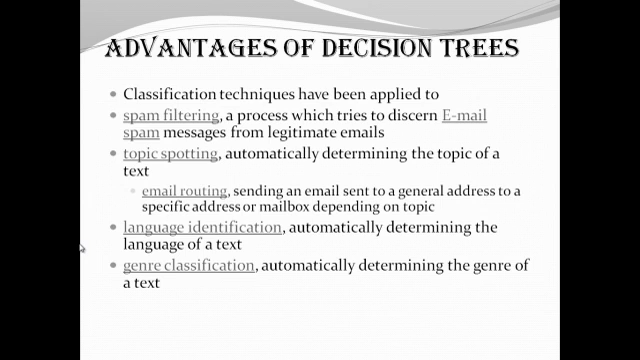 ADVANTAGES OF DECISION TREES
Classification techniques have been applied to
spam filtering, a process which tries to discern E-mail
spam messages from legitimate emails
topic spotting, automatically determining the topic of a
text
email routing, sending an email sent to a general address to a
specific address or mailbox depending on topic
language identification, automatically determining the
language of a text
genre classification, automatically determining the genre of
a text